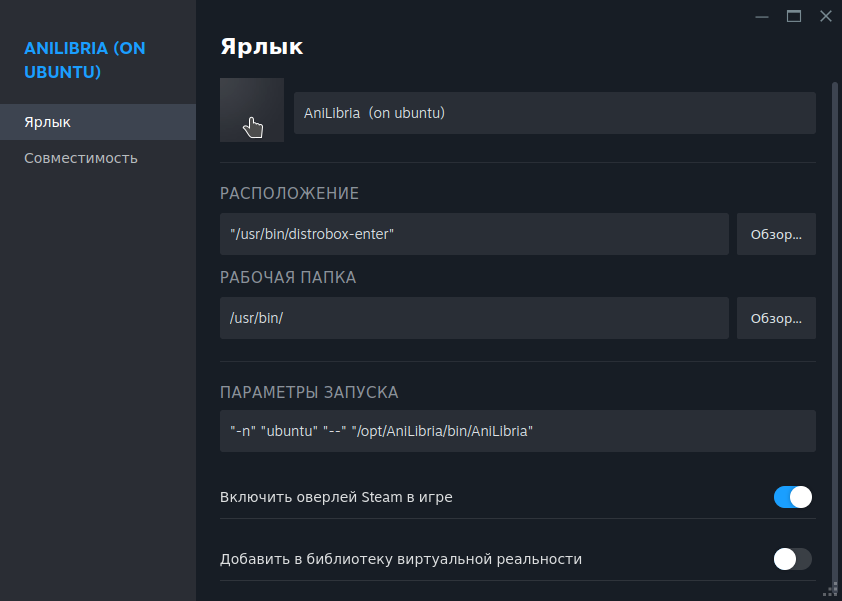 ANILIBRIA (ON
UBUNTU)
Ярлык
Совместимость
Ярлык
AniLibria  (on ubuntu)
РАСПОЛОЖЕНИЕ
"/usr/bin/distrobox-enter"
Обзор...
РАБОЧАЯ ПАПКА
/usr/bin/
Обзор...
ПАРАМЕТРЫ ЗАПУСКА
"-n" "ubuntu" "--" "/opt/AniLibria/bin/AniLibria"
Включить оверлей Steam в игре
Добавить в библиотеку виртуальной реальности